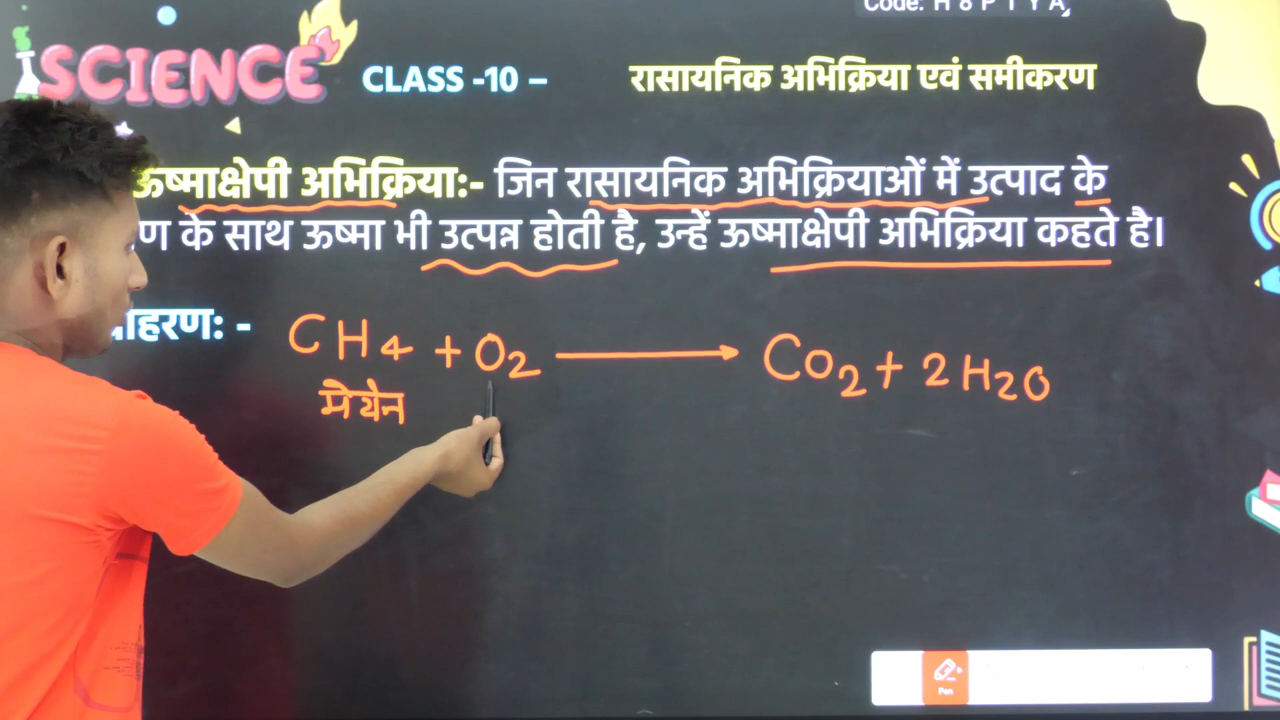 Code: H 8 P T Y A
SCIENCE CLASS -10 – रासायनिक अभिक्रिया एवं समीकरण
ऊष्माक्षेपी अभिक्रिया:- जिन रासायनिक अभिक्रियाओं में उत्पाद के
ण के साथ ऊष्मा भी उत्पन्न होती है, उन्हें ऊष्माक्षेपी अभिक्रिया कहते है।
ाहरण: - CH4 + O2 ⟶ CO2 + 2H2O
मेथेन
Pen